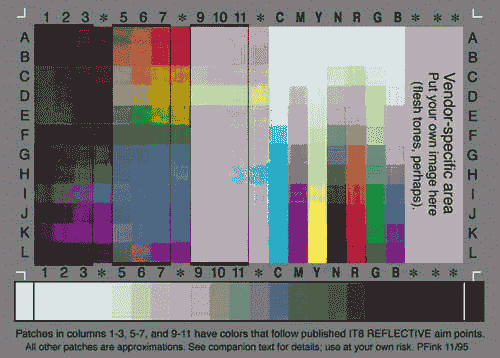 1 2 3 * 5 6 7 * 9 10 11 * C M Y N R G B * * *
A A
B B
C C
D D
E E
F F
G G
H H
I I
J J
K K
L L
Vendor-specific area
Put your own image here
(flesh tones, perhaps).
1 2 3 * 5 6 7 * 9 10 11 * C M Y N R G B * * *
Patches in columns 1-3, 5-7, and 9-11 have colors that follow published IT8 REFLECTIVE aim points.
All other patches are approximations. See companion text for details; use at your own risk. PFink 11/95